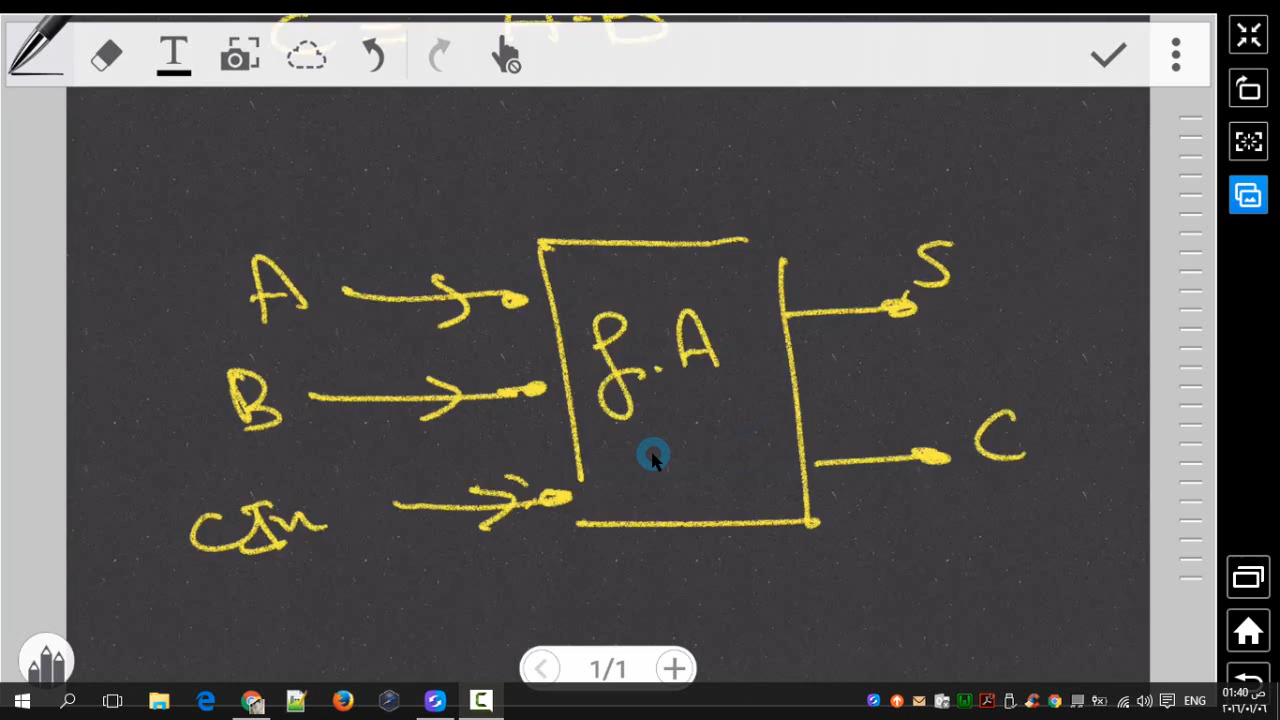 C = A·B
T
A
S
f.A
B
C
CIn
1/1
ENG
01:40 ص